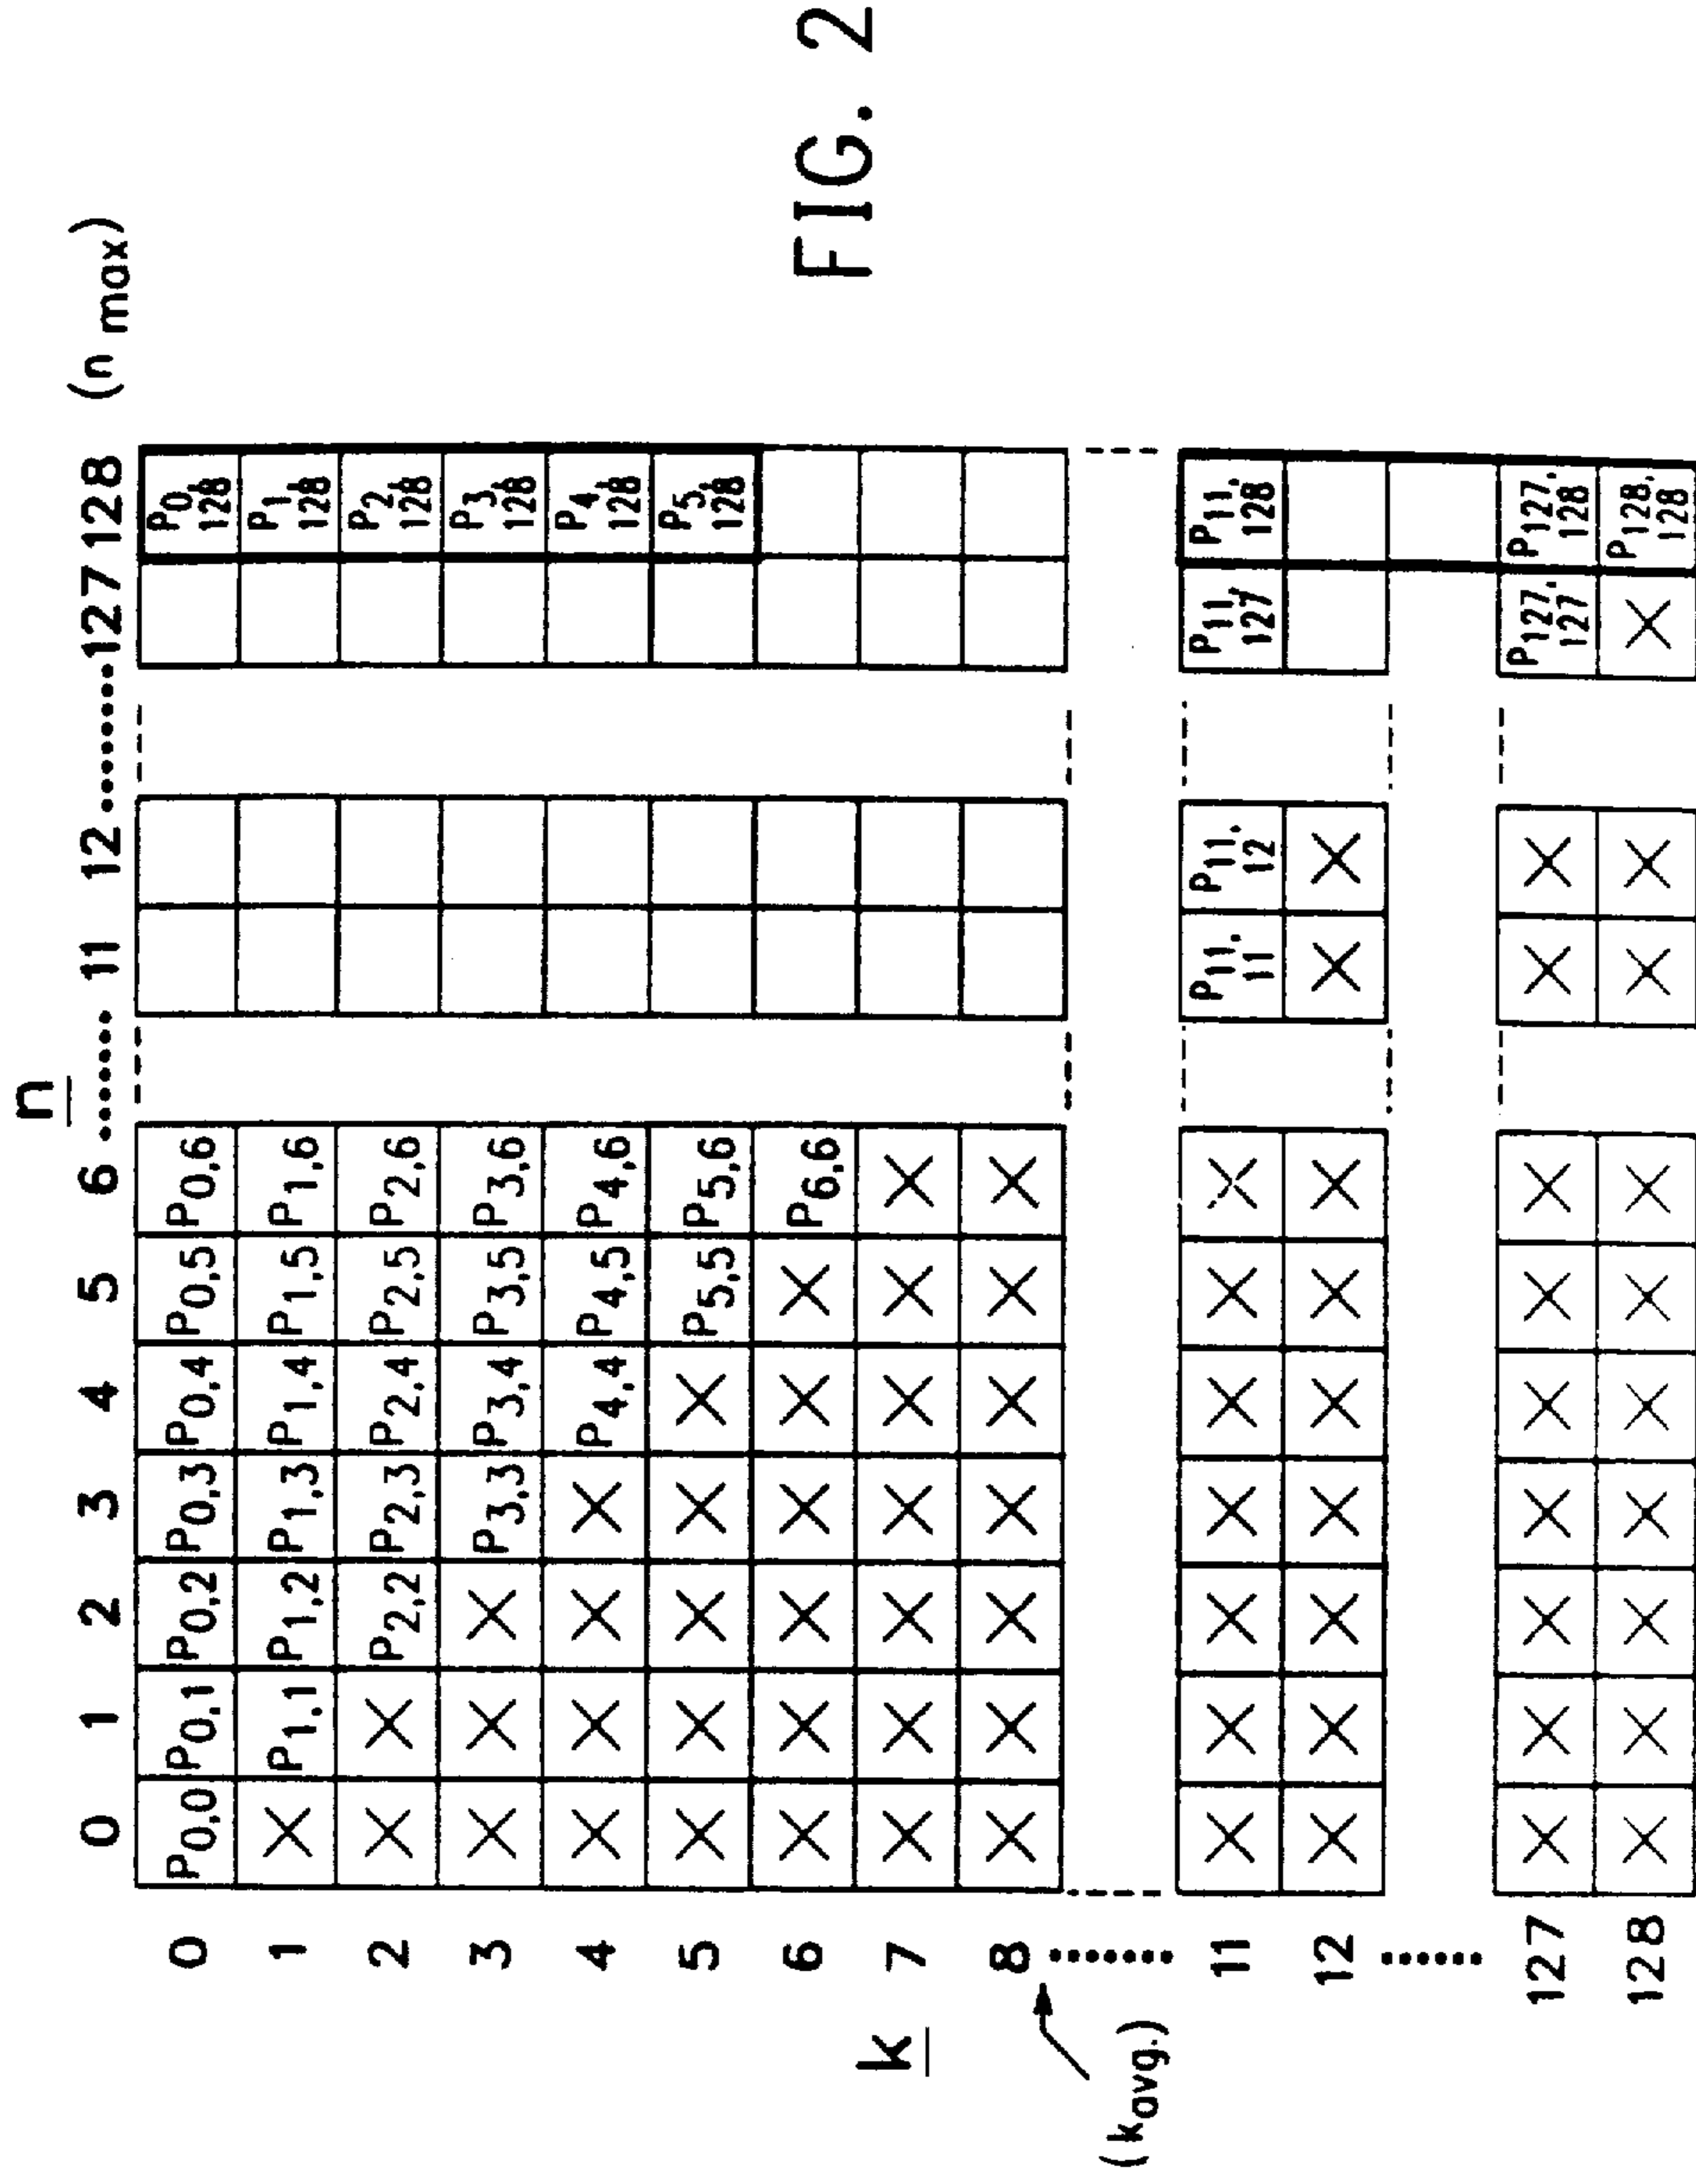 n
0 1 2 3 4 5 6 ....... 11 12 ........ 127 128 (n max)
k
0 P0,0 P0,1 P0,2 P0,3 P0,4 P0,5 P0,6 P0, 128
1 X P1,1 P1,2 P1,3 P1,4 P1,5 P1,6 P1, 128
2 X X P2,2 P2,3 P2,4 P2,5 P2,6 P2, 128
3 X X X P3,3 P3,4 P3,5 P3,6 P3, 128
4 X X X X P4,4 P4,5 P4,6 P4, 128
5 X X X X X P5,5 P5,6 P5, 128
6 X X X X X X P6,6
7 X X X X X X X
8 X X X X X X X
(kavg.)
11 X X X X X X X P11, 11 P11, 12 P11, 127 P11, 128
12 X X X X X X X X X
127 X X X X X X X X X P127, 127 P127, 128
128 X X X X X X X X X X P128, 128
FIG. 2